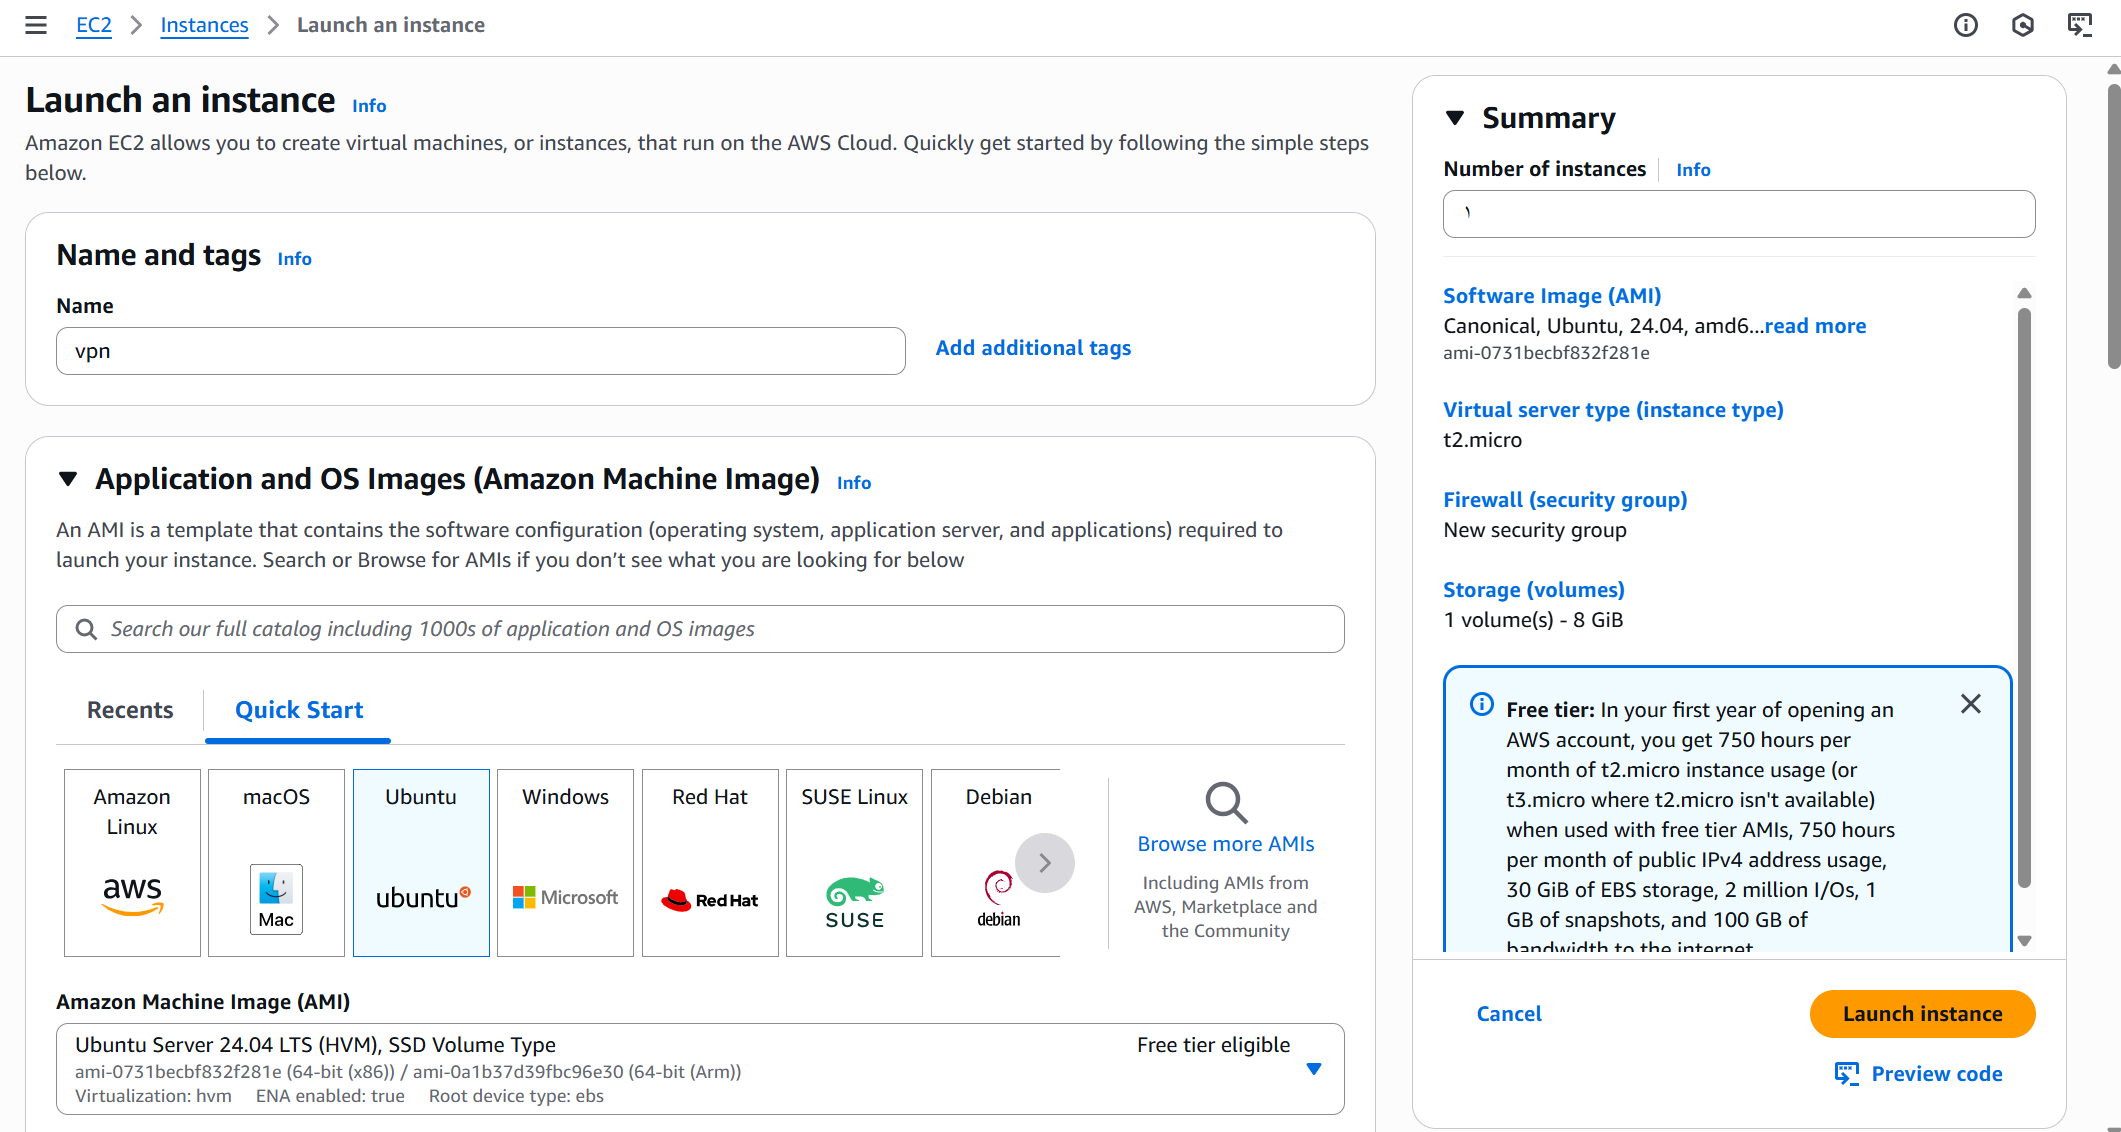 EC2 > Instances > Launch an instance
Launch an instance Info
Amazon EC2 allows you to create virtual machines, or instances, that run on the AWS Cloud. Quickly get started by following the simple steps
below.
Name and tags Info
Name
vpn
Add additional tags
Application and OS Images (Amazon Machine Image) Info
An AMI is a template that contains the software configuration (operating system, application server, and applications) required to
launch your instance. Search or Browse for AMIs if you don’t see what you are looking for below
Search our full catalog including 1000s of application and OS images
Recents
Quick Start
Amazon
Linux
aws
macOS
Mac
Ubuntu
ubuntu
Windows
Microsoft
Red Hat
Red Hat
SUSE Linux
SUSE
Debian
debian
Browse more AMIs
Including AMIs from
AWS, Marketplace and
the Community
Amazon Machine Image (AMI)
Ubuntu Server 24.04 LTS (HVM), SSD Volume Type
Free tier eligible
ami-0731becbf832f281e (64-bit (x86)) / ami-0a1b37d39fbc96e30 (64-bit (Arm))
Virtualization: hvm ENA enabled: true Root device type: ebs
Summary
Number of instances Info
١
Software Image (AMI)
Canonical, Ubuntu, 24.04, amd6...read more
ami-0731becbf832f281e
Virtual server type (instance type)
t2.micro
Firewall (security group)
New security group
Storage (volumes)
1 volume(s) - 8 GiB
Free tier: In your first year of opening an
AWS account, you get 750 hours per
month of t2.micro instance usage (or
t3.micro where t2.micro isn't available)
when used with free tier AMIs, 750 hours
per month of public IPv4 address usage,
30 GiB of EBS storage, 2 million I/Os, 1
GB of snapshots, and 100 GB of
bandwidth to the internet.
Cancel
Launch instance
Preview code